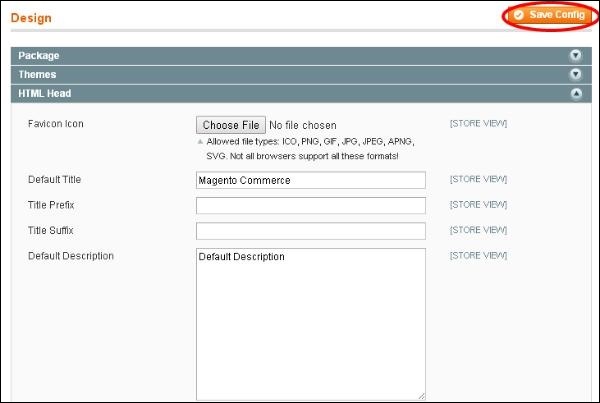 Design
Save Config
Package
Themes
HTML Head
Favicon Icon
Choose File No file chosen
[STORE VIEW]
Allowed file types: ICO, PNG, GIF, JPG, JPEG, APNG,
SVG. Not all browsers support all these formats!
Default Title
Magento Commerce
[STORE VIEW]
Title Prefix
[STORE VIEW]
Title Suffix
[STORE VIEW]
Default Description
Default Description
[STORE VIEW]